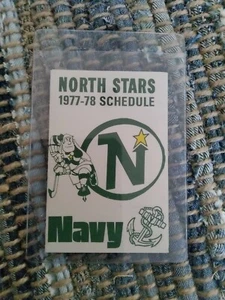 NORTH STARS
1977-78 SCHEDULE
N
Navy